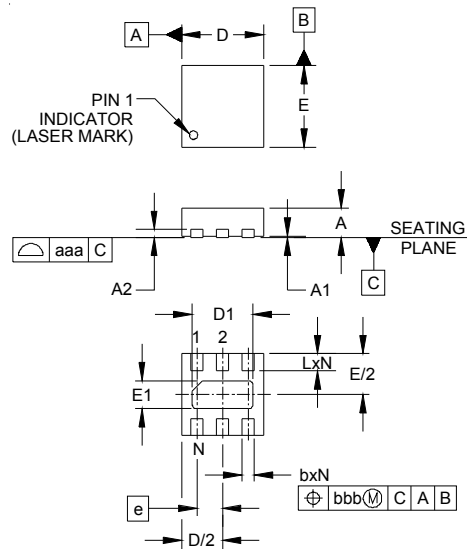 A
D
B
PIN 1
INDICATOR
(LASER MARK)
E
A
SEATING
PLANE
aaa C
C
A2
A1
D1
1 2
LxN
E/2
E1
N
bxN
bbb Ⓜ C A B
e
D/2